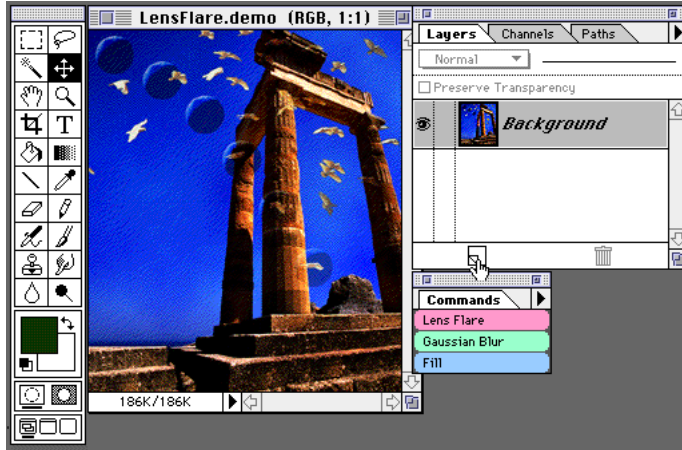 LensFlare.demo (RGB, 1:1)
Layers Channels Paths
Normal
Preserve Transparency
Background
T
Commands
Lens Flare
Gaussian Blur
Fill
186K/186K